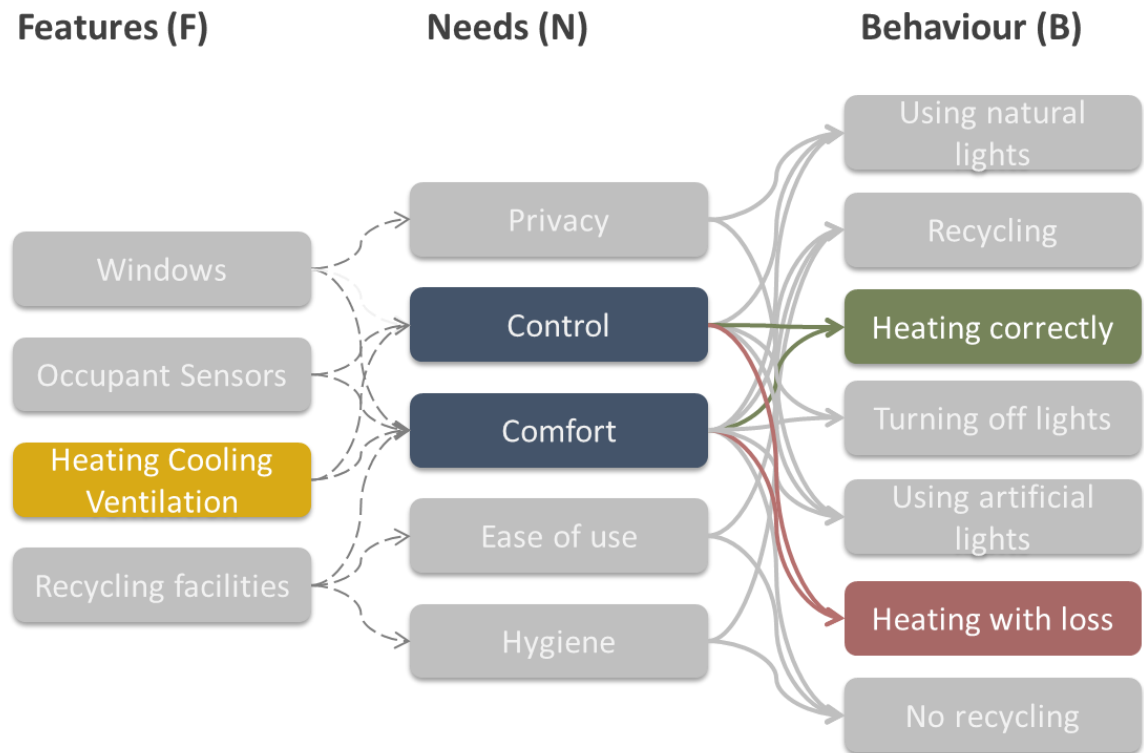 Features (F)
Needs (N)
Behaviour (B)
Windows
Occupant Sensors
Heating Cooling
Ventilation
Recycling facilities
Privacy
Control
Comfort
Ease of use
Hygiene
Using natural
lights
Recycling
Heating correctly
Turning off lights
Using artificial
lights
Heating with loss
No recycling